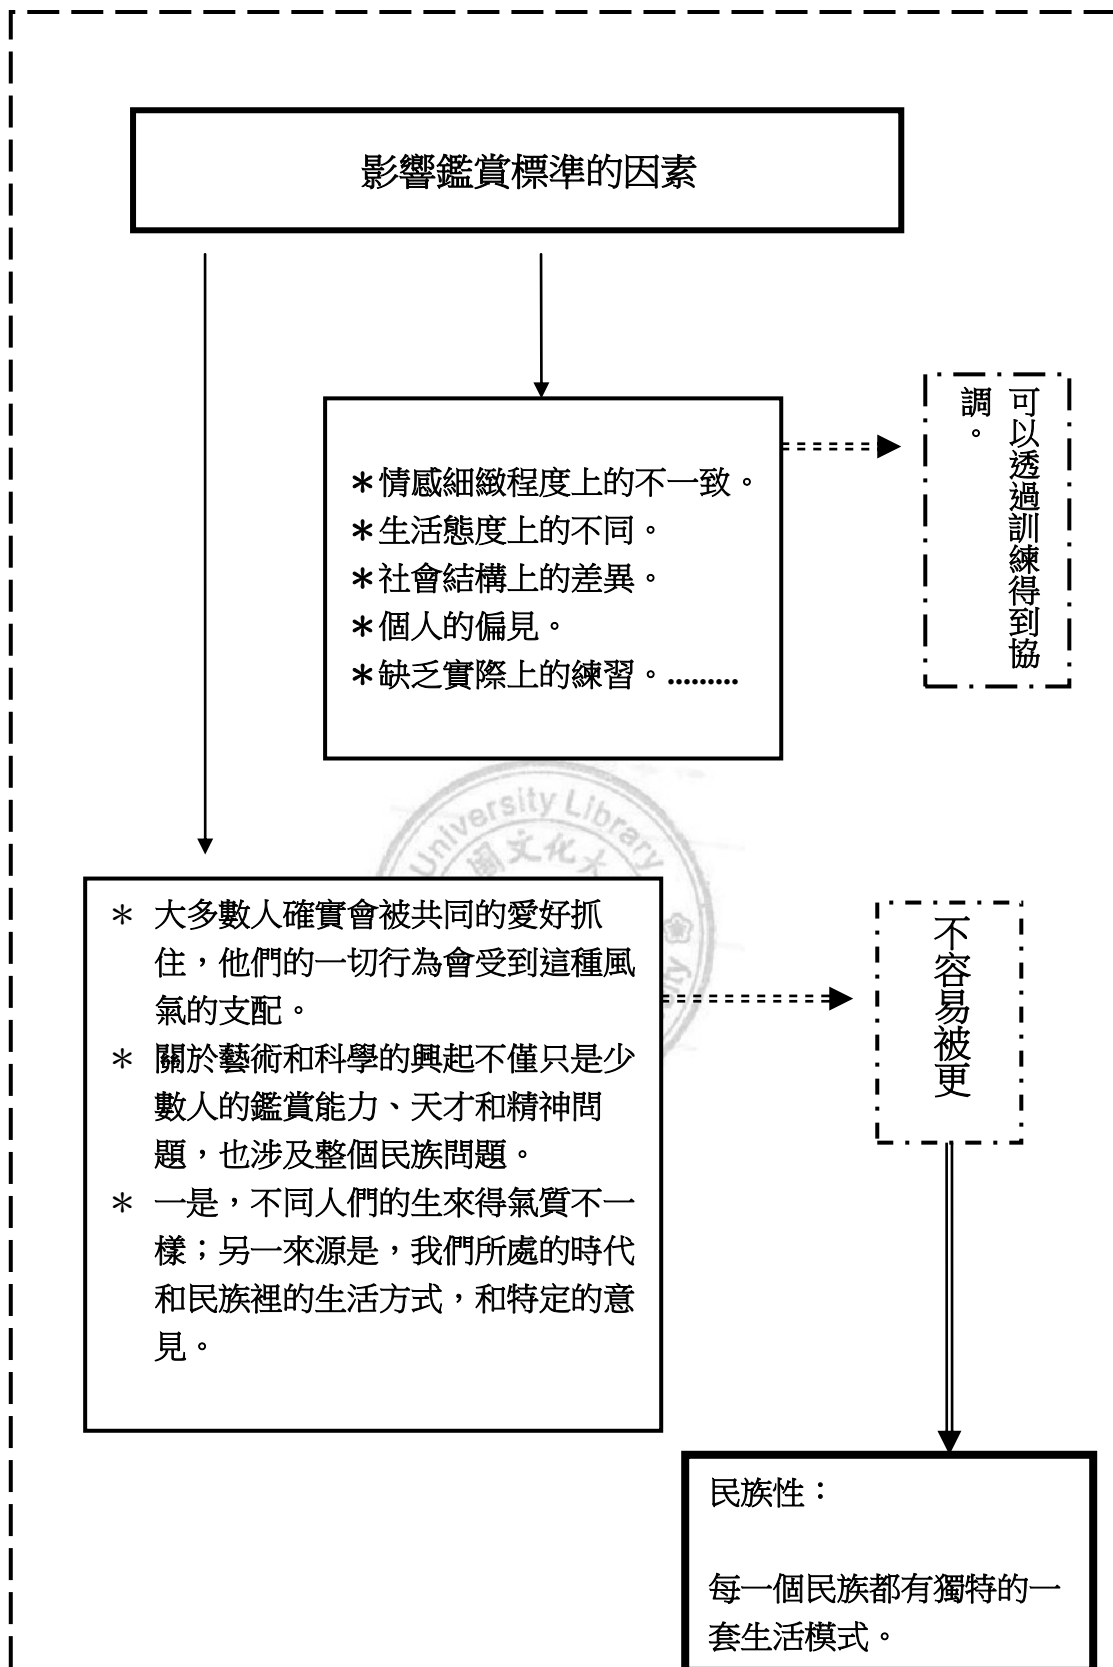 影響鑑賞標準的因素
＊情感細緻程度上的不一致。
＊生活態度上的不同。
＊社會結構上的差異。
＊個人的偏見。
＊缺乏實際上的練習。.........
可以透過訓練得到協
調。
University Library
文化大
＊ 大多數人確實會被共同的愛好抓
住，他們的一切行為會受到這種風
氣的支配。
＊ 關於藝術和科學的興起不僅只是少
數人的鑑賞能力、天才和精神問
題，也涉及整個民族問題。
＊ 一是，不同人們的生來得氣質不一
樣；另一來源是，我們所處的時代
和民族裡的生活方式，和特定的意
見。
不容易被更
民族性：
每一個民族都有獨特的一
套生活模式。